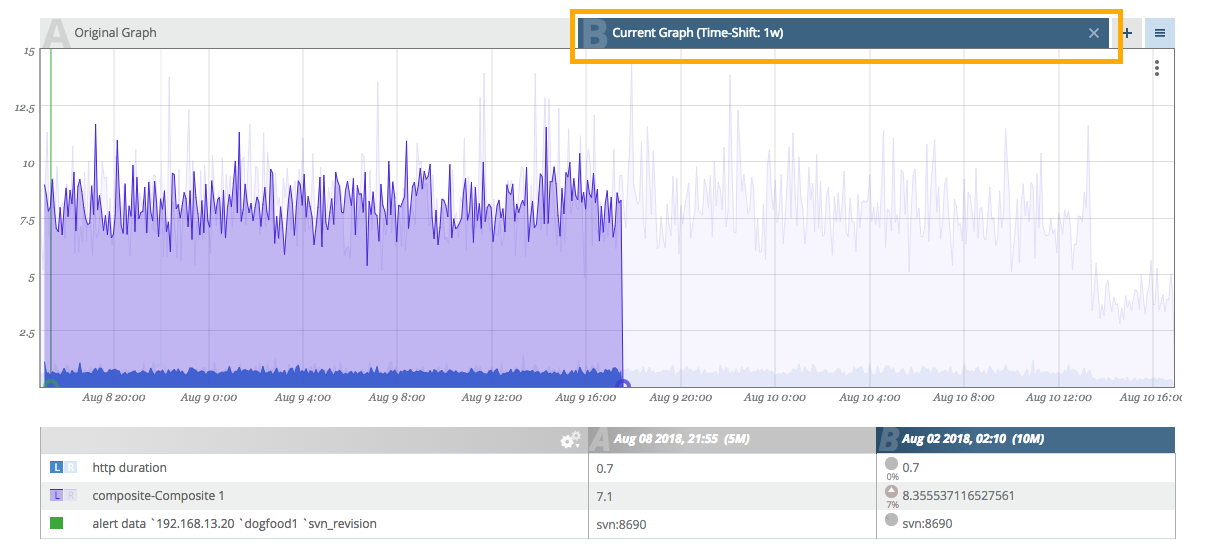 A Original Graph B Current Graph (Time-Shift: 1w) × + ≡
15
12.5
10
7.5
5
2.5
Aug 8 20:00 Aug 9 0:00 Aug 9 4:00 Aug 9 8:00 Aug 9 12:00 Aug 9 16:00 Aug 9 20:00 Aug 10 0:00 Aug 10 4:00 Aug 10 8:00 Aug 10 12:00 Aug 10 16:00
A Aug 08 2018, 21:55 (5M) B Aug 02 2018, 02:10 (10M)
L R http duration 0.7 0.7
0%
L R composite-Composite 1 7.1 8.355537116527561
7%
alert data `192.168.13.20 `dogfood1 `svn_revision svn:8690 svn:8690